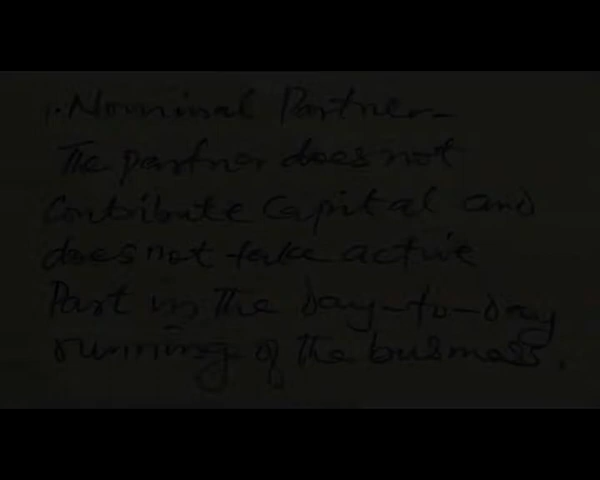 1. Nominal Partner-
The partner does not
Contribute Capital and
does not take active
Part in the day-to-day
running of the business.